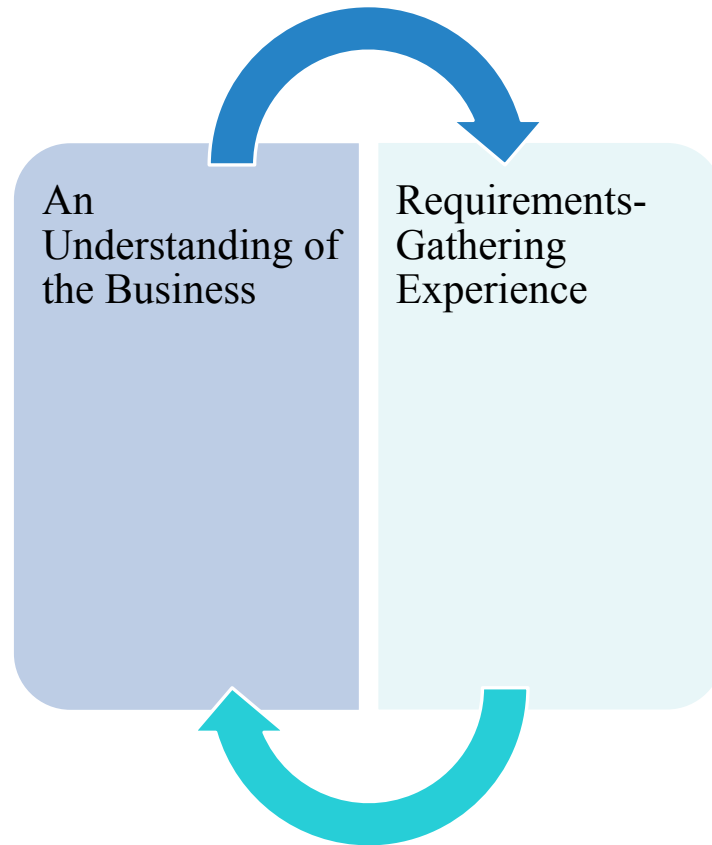 An
Understanding of
the Business
Requirements-
Gathering
Experience